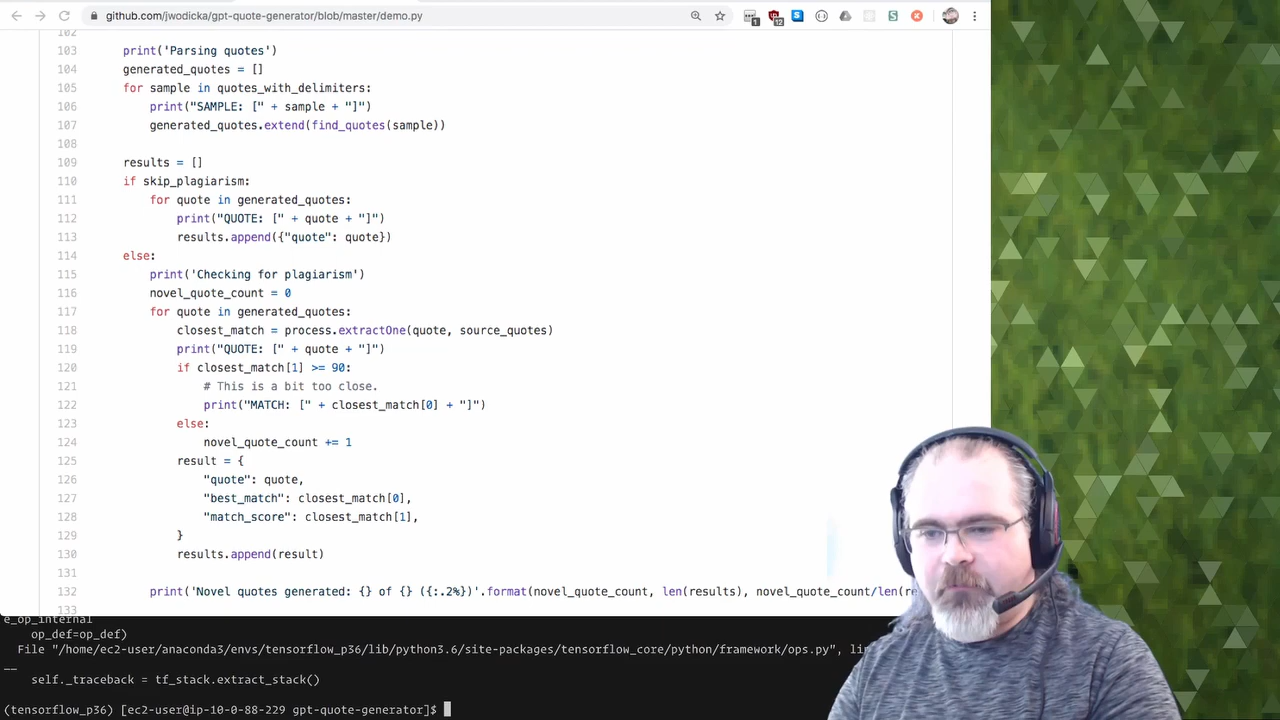 github.com/jwodicka/gpt-quote-generator/blob/master/demo.py
1
12
S
S
102
103 print('Parsing quotes')
104 generated_quotes = []
105 for sample in quotes_with_delimiters:
106 print("SAMPLE: [" + sample + "]")
107 generated_quotes.extend(find_quotes(sample))
108
109 results = []
110 if skip_plagiarism:
111 for quote in generated_quotes:
112 print("QUOTE: [" + quote + "]")
113 results.append({"quote": quote})
114 else:
115 print('Checking for plagiarism')
116 novel_quote_count = 0
117 for quote in generated_quotes:
118 closest_match = process.extractOne(quote, source_quotes)
119 print("QUOTE: [" + quote + "]")
120 if closest_match[1] >= 90:
121 # This is a bit too close.
122 print("MATCH: [" + closest_match[0] + "]")
123 else:
124 novel_quote_count += 1
125 result = {
126 "quote": quote,
127 "best_match": closest_match[0],
128 "match_score": closest_match[1],
129 }
130 results.append(result)
131
132 print('Novel quotes generated: {} of {} ({:.2%})'.format(novel_quote_count, len(results), novel_quote_count/len(re
133
e_op_internal
op_def=op_def)
File "/home/ec2-user/anaconda3/envs/tensorflow_p36/lib/python3.6/site-packages/tensorflow_core/python/framework/ops.py", li
__
self._traceback = tf_stack.extract_stack()
(tensorflow_p36) [ec2-user@ip-10-0-88-229 gpt-quote-generator]$